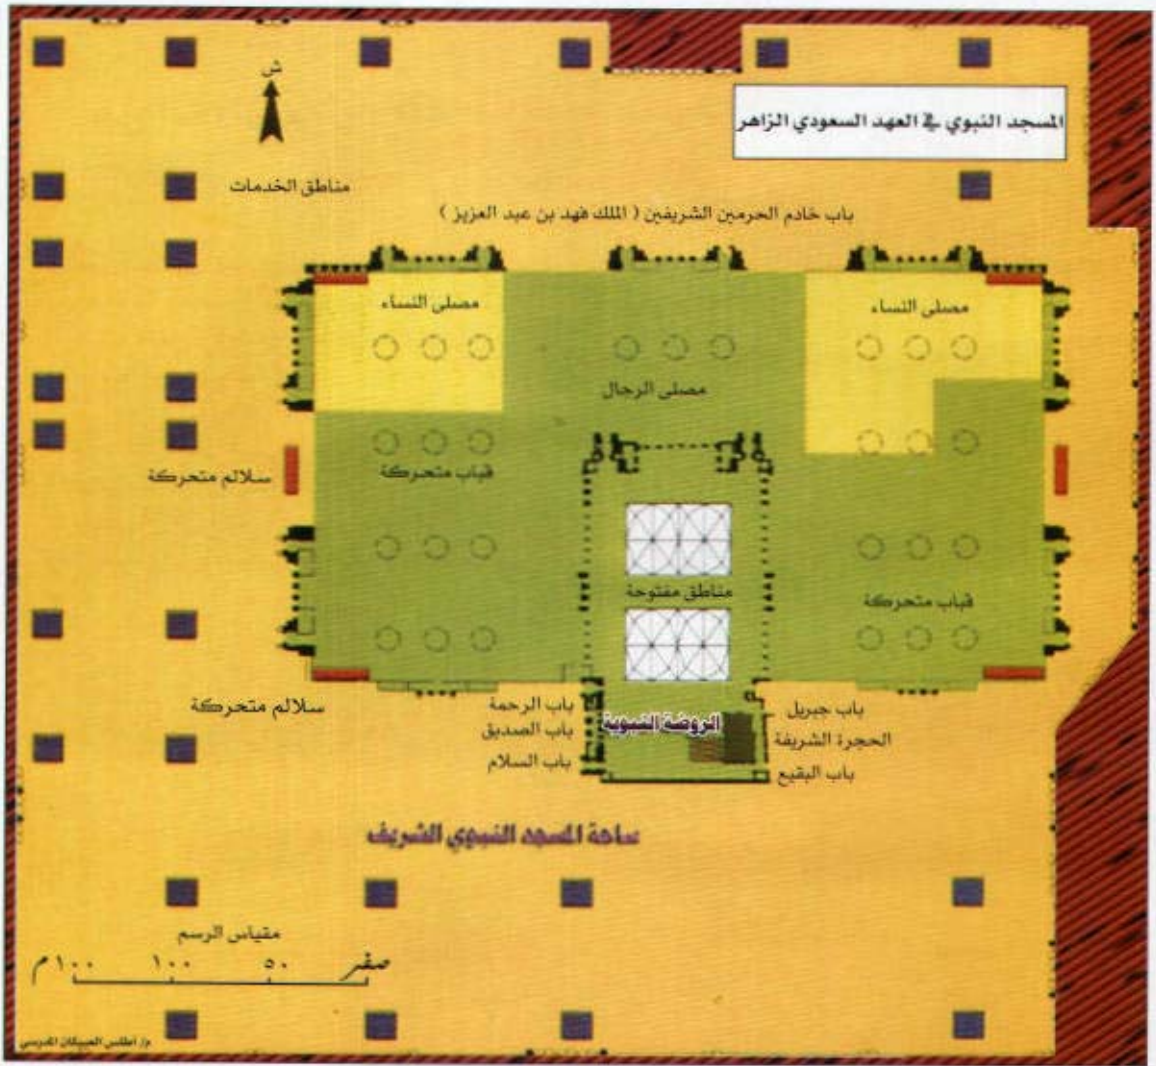 ش
المسجد النبوي في العهد السعودي الزاهر
مناطق الخدمات
باب خادم الحرمين الشريفين ( الملك فهد بن عبد العزيز )
مصلى النساء
مصلى النساء
مصلى الرجال
قباب متحركة
سلالم متحركة
مناطق مفتوحة
قباب متحركة
سلالم متحركة
باب الرحمة
باب جبريل
الروضة النبوية
باب الصديق
الحجرة الشريفة
باب السلام
باب البقيع
ساحة المسجد النبوي الشريف
مقياس الرسم
صفر ٥٠ ١٠٠ ١٠٠م
م/ أطلس العبيكان المدرسي